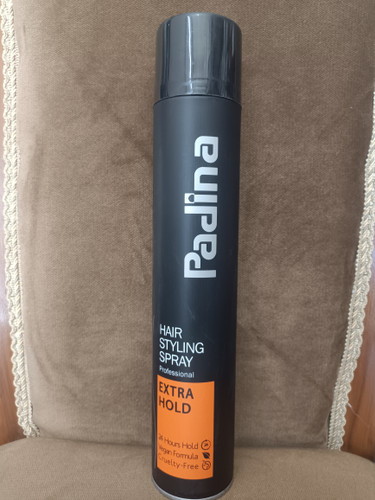 Padina
HAIR
STYLING
SPRAY
Professional
EXTRA
HOLD
24 Hours Hold
Vegan Formula
Cruelty-Free